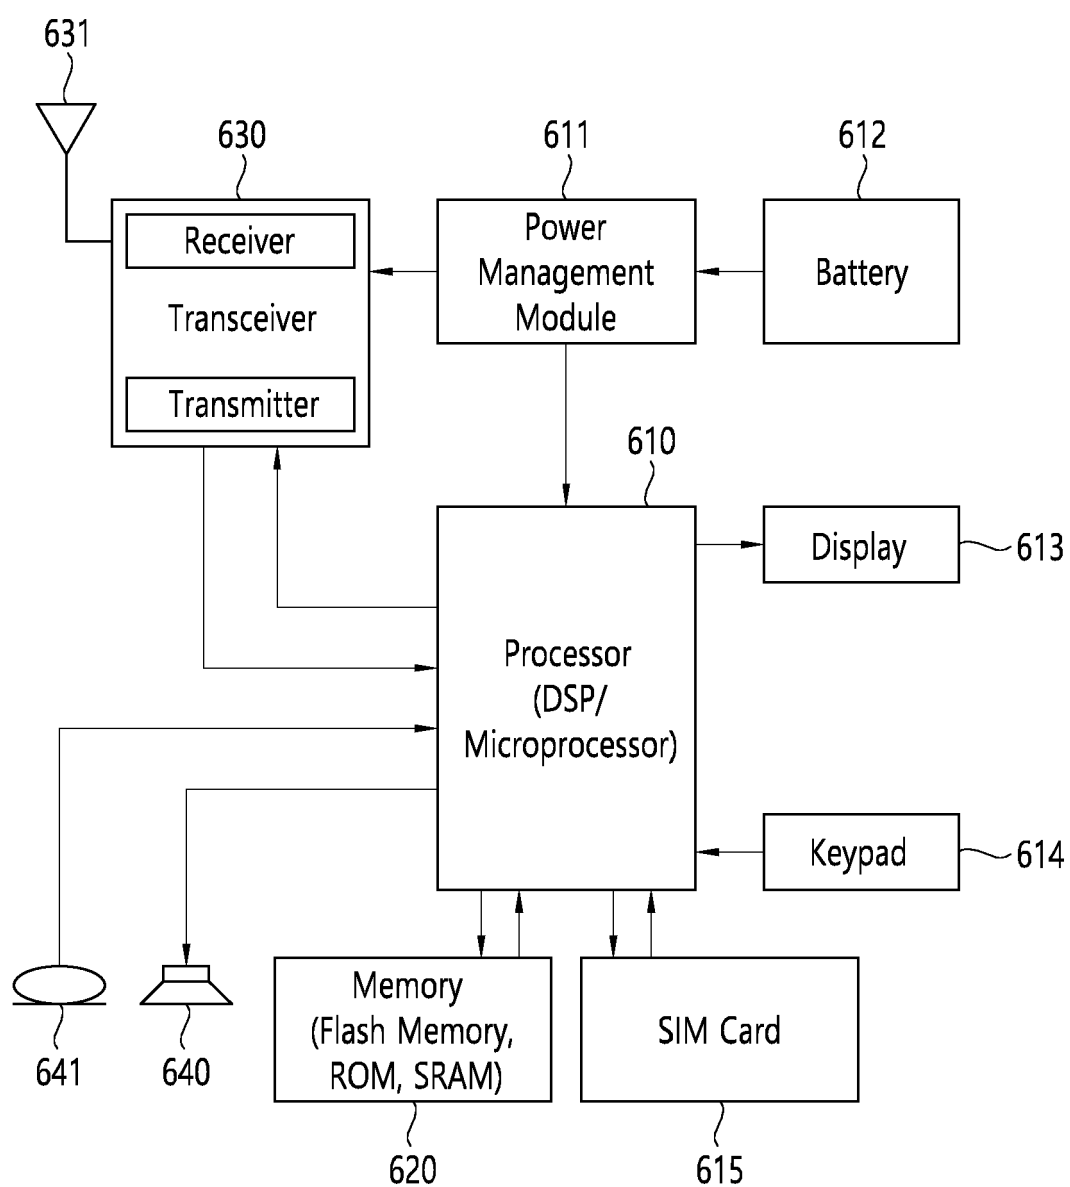 631
630
611
612
Receiver
Transceiver
Transmitter
Power
Management
Module
Battery
610
Display
613
Processor
(DSP/
Microprocessor)
Keypad
614
641
640
Memory
(Flash Memory,
ROM, SRAM)
SIM Card
620
615